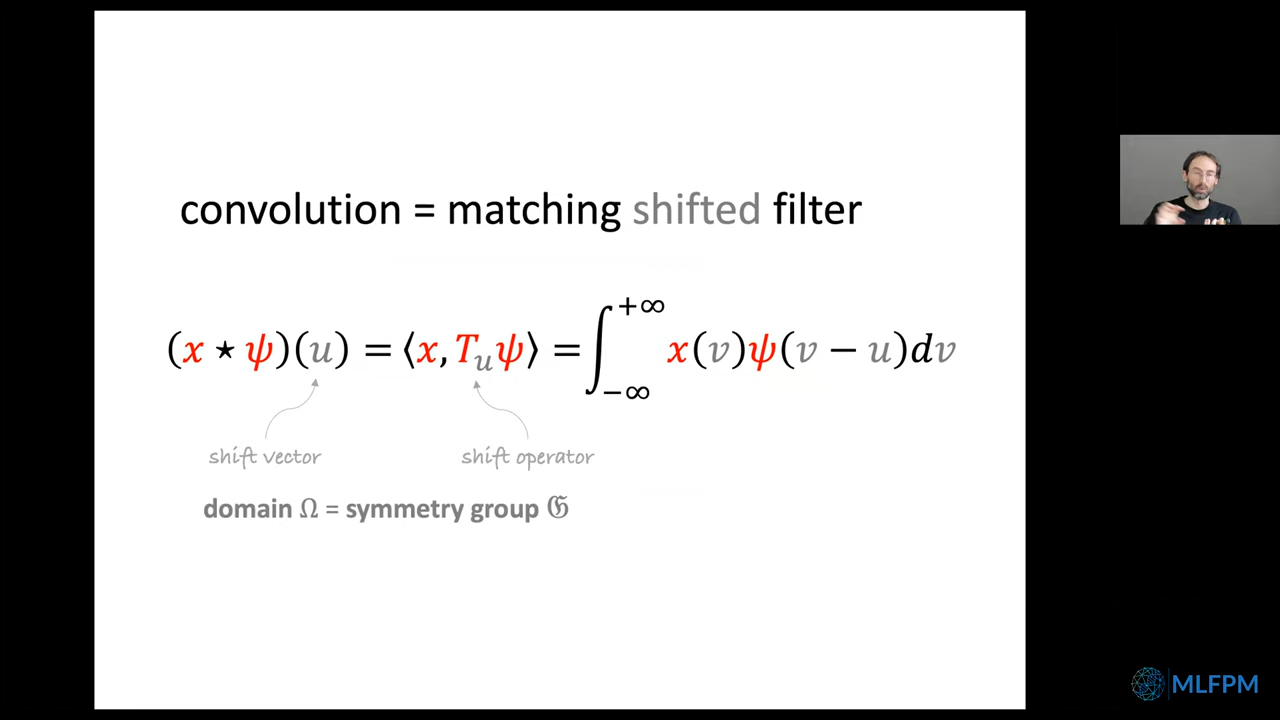 convolution = matching shifted filter
(x ⋆ ψ)(u) = ⟨x, T_u ψ⟩ = ∫_{−∞}^{+∞} x(v)ψ(v − u)dv
shift vector
shift operator
domain Ω = symmetry group 𝔊
MLFPM